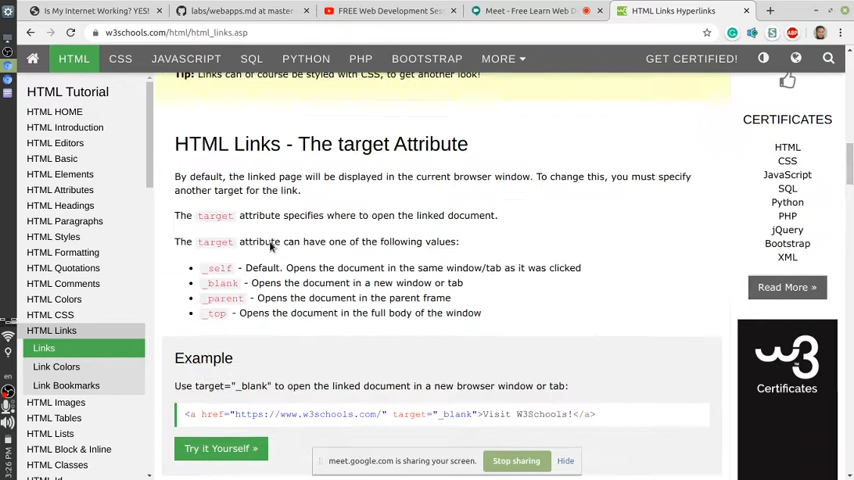 Is My Internet Working? YES!
labs/webapps.md at master
FREE Web Development Ses
Meet - Free Learn Web D
HTML Links Hyperlinks
w3schools.com/html/html_links.asp
HTML CSS JAVASCRIPT SQL PYTHON PHP BOOTSTRAP MORE GET CERTIFIED!
HTML Tutorial
HTML HOME
HTML Introduction
HTML Editors
HTML Basic
HTML Elements
HTML Attributes
HTML Headings
HTML Paragraphs
HTML Styles
HTML Formatting
HTML Quotations
HTML Comments
HTML Colors
HTML CSS
HTML Links
Links
Link Colors
Link Bookmarks
HTML Images
HTML Tables
HTML Lists
HTML Block & Inline
HTML Classes
HTML Id
Tip: Links can of course be styled with CSS, to get another look!
HTML Links - The target Attribute
By default, the linked page will be displayed in the current browser window. To change this, you must specify
another target for the link.
The target attribute specifies where to open the linked document.
The target attribute can have one of the following values:
• _self - Default. Opens the document in the same window/tab as it was clicked
• _blank - Opens the document in a new window or tab
• _parent - Opens the document in the parent frame
• _top - Opens the document in the full body of the window
Example
Use target="_blank" to open the linked document in a new browser window or tab:
<a href="https://www.w3schools.com/" target="_blank">Visit W3Schools!</a>
Try it Yourself »
meet.google.com is sharing your screen. Stop sharing Hide
CERTIFICATES
HTML
CSS
JavaScript
SQL
Python
PHP
jQuery
Bootstrap
XML
Read More »
w3
Certificates
3:26 PM